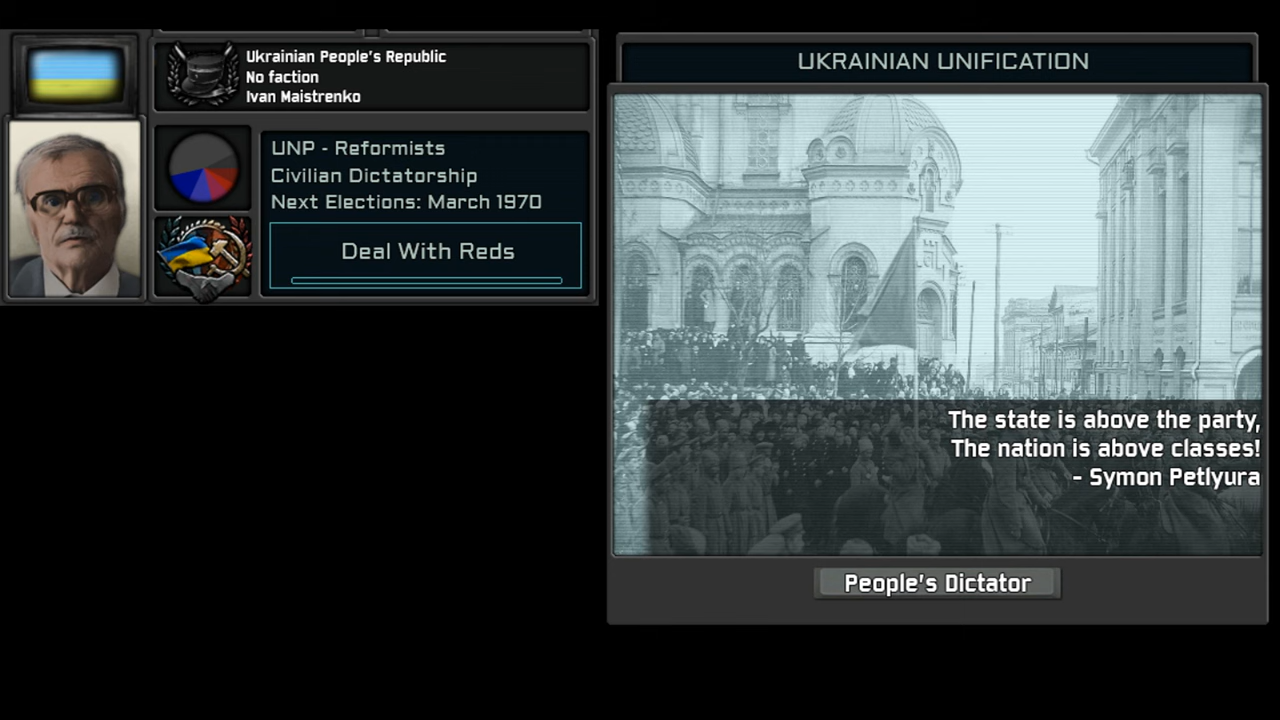 Ukrainian People's Republic
No faction
Ivan Maistrenko
UNP - Reformists
Civilian Dictatorship
Next Elections: March 1970
Deal With Reds
UKRAINIAN UNIFICATION
The state is above the party,
The nation is above classes!
- Symon Petlyura
People's Dictator